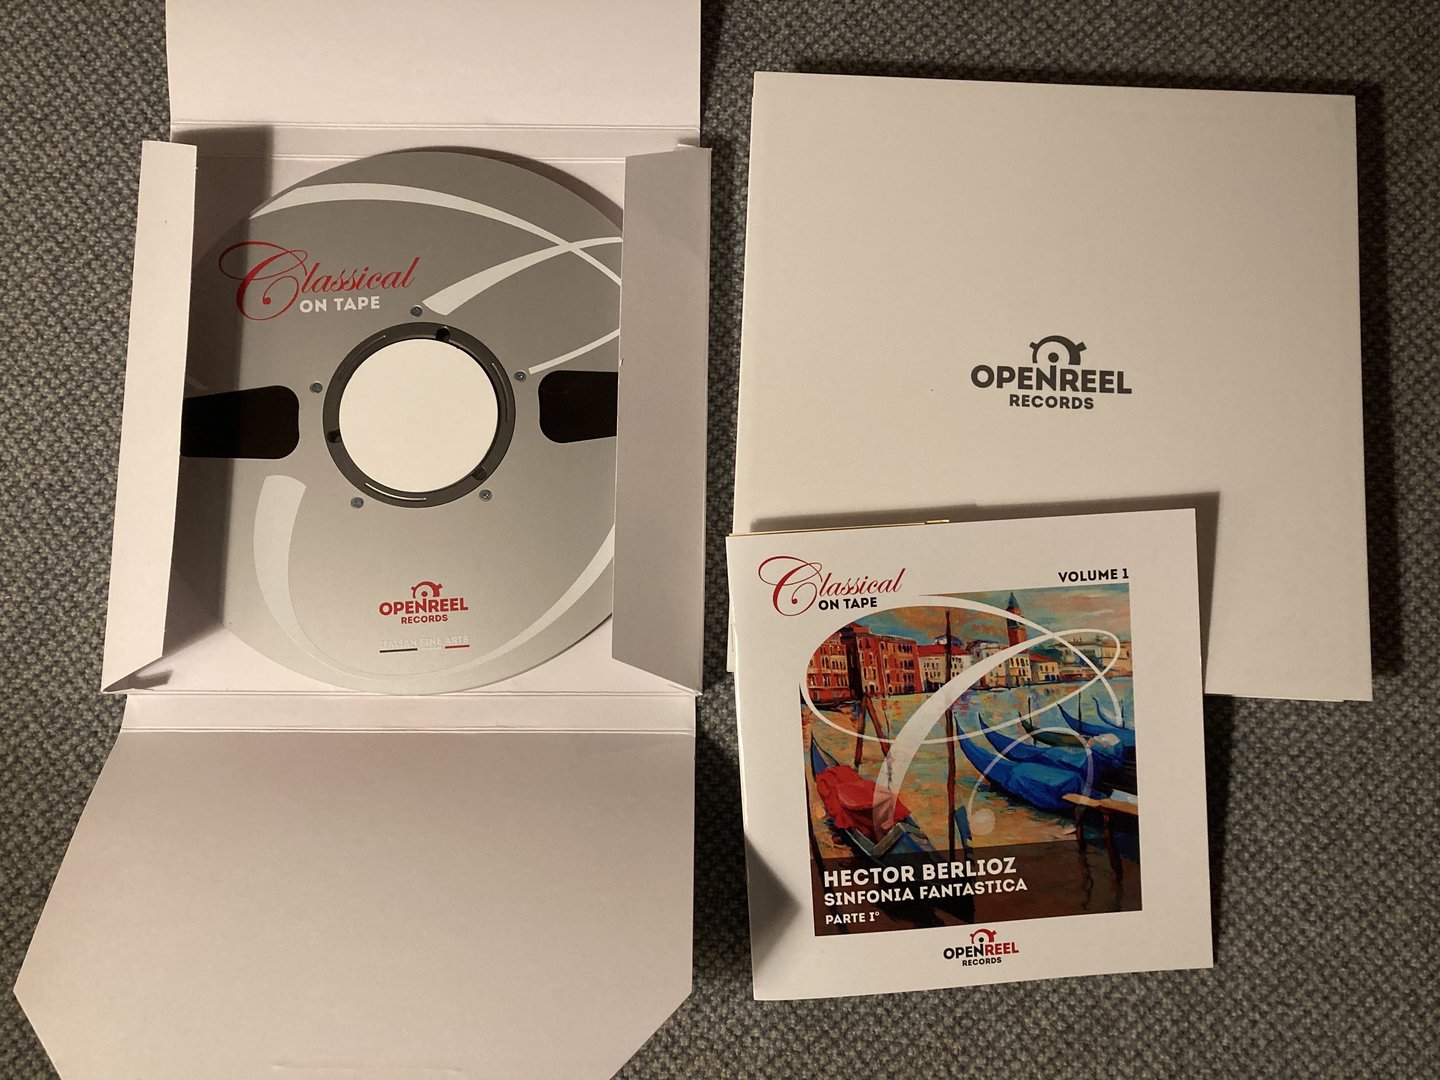 Classical
ON TAPE
OPENREEL
RECORDS
ITALIAN FINE ARTS
OPENREEL
RECORDS
Classical
ON TAPE
VOLUME 1
HECTOR BERLIOZ
SINFONIA FANTASTICA
PARTE I°
OPENREEL
RECORDS